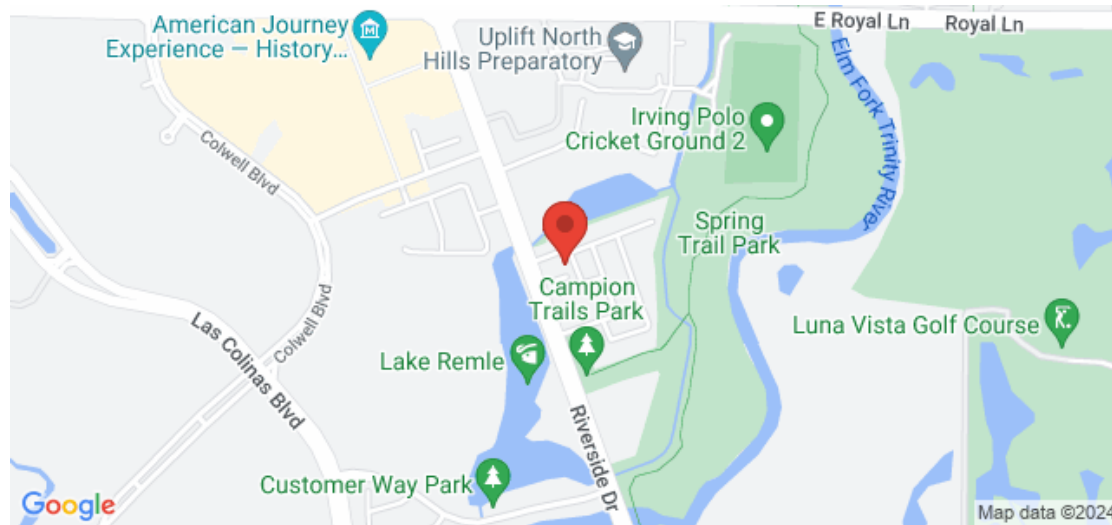 American Journey
Experience — History...
Uplift North
Hills Preparatory
E Royal Ln
Royal Ln
Elm Fork Trinity River
Irving Polo
Cricket Ground 2
Colwell Blvd
Spring
Trail Park
Campion
Trails Park
Colwell Blvd
Las Colinas Blvd
Lake Remle
Luna Vista Golf Course
Riverside Dr
Customer Way Park
Google
Map data ©2024